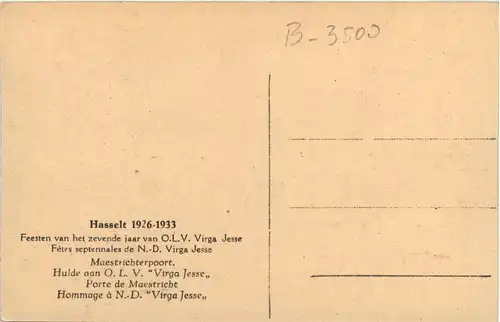 B-3500
Hasselt 1926-1933
Feesten van het zevende jaar van O.L.V. Virga Jesse
Fêtes septennales de N.-D. Virga Jesse
Maestrichterpoort.
Hulde aan O. L. V. "Virga Jesse„
Porte de Maestricht
Hommage à N.-D. "Virga Jesse„